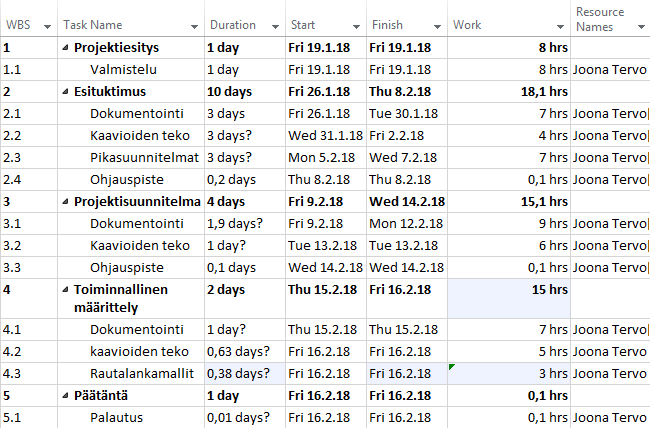 WBS Task Name Duration Start Finish Work Resource Names
1 Projektiesitys 1 day Fri 19.1.18 Fri 19.1.18 8 hrs
1.1 Valmistelu 1 day Fri 19.1.18 Fri 19.1.18 8 hrs Joona Tervo
2 Esituktimus 10 days Fri 26.1.18 Thu 8.2.18 18,1 hrs
2.1 Dokumentointi 3 days Fri 26.1.18 Tue 30.1.18 7 hrs Joona Tervo[
2.2 Kaavioiden teko 3 days? Wed 31.1.18 Fri 2.2.18 4 hrs Joona Tervo[
2.3 Pikasuunnitelmat 3 days? Mon 5.2.18 Wed 7.2.18 7 hrs Joona Tervo[
2.4 Ohjauspiste 0,2 days Thu 8.2.18 Thu 8.2.18 0,1 hrs Joona Tervo[
3 Projektisuunnitelma 4 days Fri 9.2.18 Wed 14.2.18 15,1 hrs
3.1 Dokumentointi 1,9 days? Fri 9.2.18 Mon 12.2.18 9 hrs Joona Tervo[
3.2 Kaavioiden teko 1 day? Tue 13.2.18 Tue 13.2.18 6 hrs Joona Tervo[
3.3 Ohjauspiste 0,1 days Wed 14.2.18 Wed 14.2.18 0,1 hrs Joona Tervo[
4 Toiminnallinen määrittely 2 days Thu 15.2.18 Fri 16.2.18 15 hrs
4.1 Dokumentointi 1 day? Thu 15.2.18 Thu 15.2.18 7 hrs Joona Tervo[
4.2 kaavioiden teko 0,63 days? Fri 16.2.18 Fri 16.2.18 5 hrs Joona Tervo
4.3 Rautalankamallit 0,38 days? Fri 16.2.18 Fri 16.2.18 3 hrs Joona Tervo[
5 Päätäntä 1 day Fri 16.2.18 Fri 16.2.18 0,1 hrs
5.1 Palautus 0,01 days? Fri 16.2.18 Fri 16.2.18 0,1 hrs Joona Tervo[